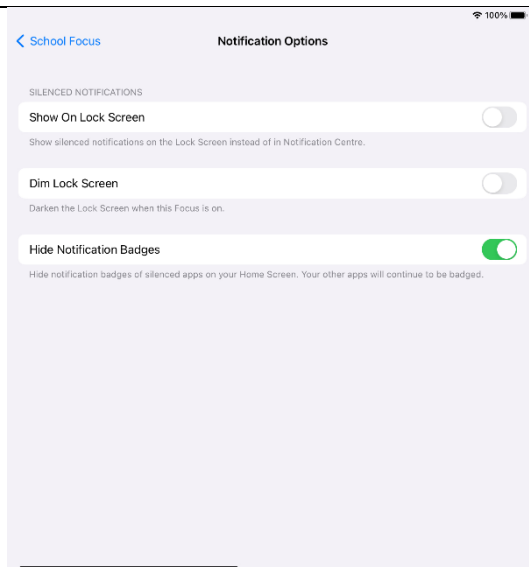 100%
School Focus
Notification Options
SILENCED NOTIFICATIONS
Show On Lock Screen
Show silenced notifications on the Lock Screen instead of in Notification Centre.
Dim Lock Screen
Darken the Lock Screen when this Focus is on.
Hide Notification Badges
Hide notification badges of silenced apps on your Home Screen. Your other apps will continue to be badged.